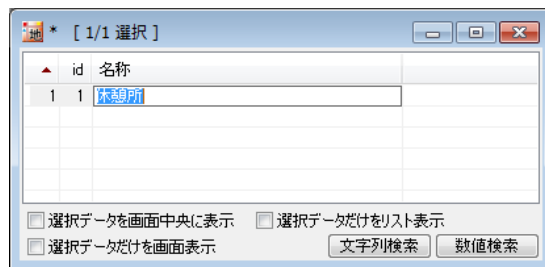 地 * [ 1/1 選択 ]
id 名称
1 1 休憩所
選択データを画面中央に表示 選択データだけをリスト表示
選択データだけを画面表示 文字列検索 数値検索